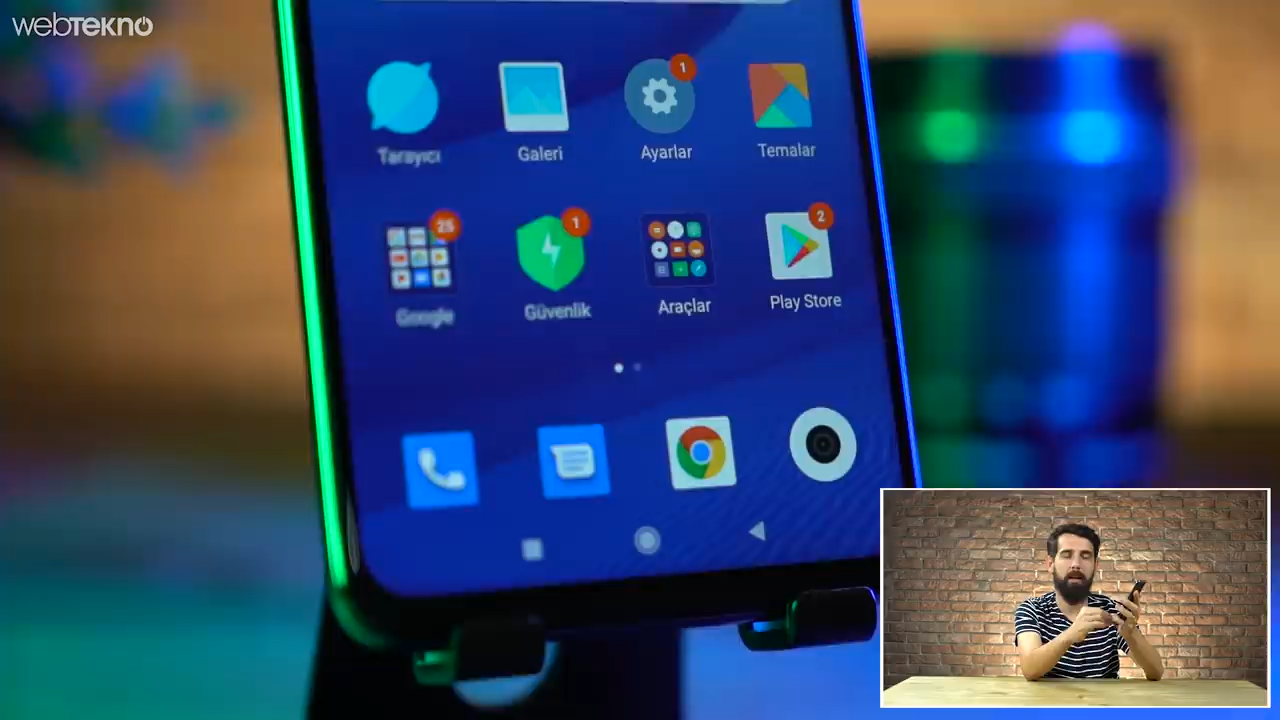 webTEKNO
Tarayıcı
Galeri
1
Ayarlar
Temalar
25
Google
1
Güvenlik
Araçlar
2
Play Store